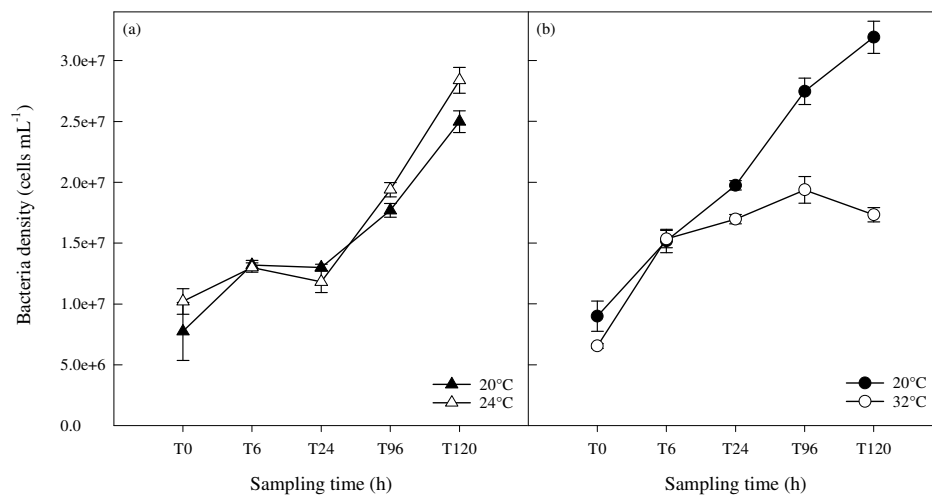 (a)
(b)
Bacteria density (cells mL⁻¹)
3.0e+7
2.5e+7
2.0e+7
1.5e+7
1.0e+7
5.0e+6
0.0
20°C
24°C
20°C
32°C
T0 T6 T24 T96 T120
T0 T6 T24 T96 T120
Sampling time (h)
Sampling time (h)